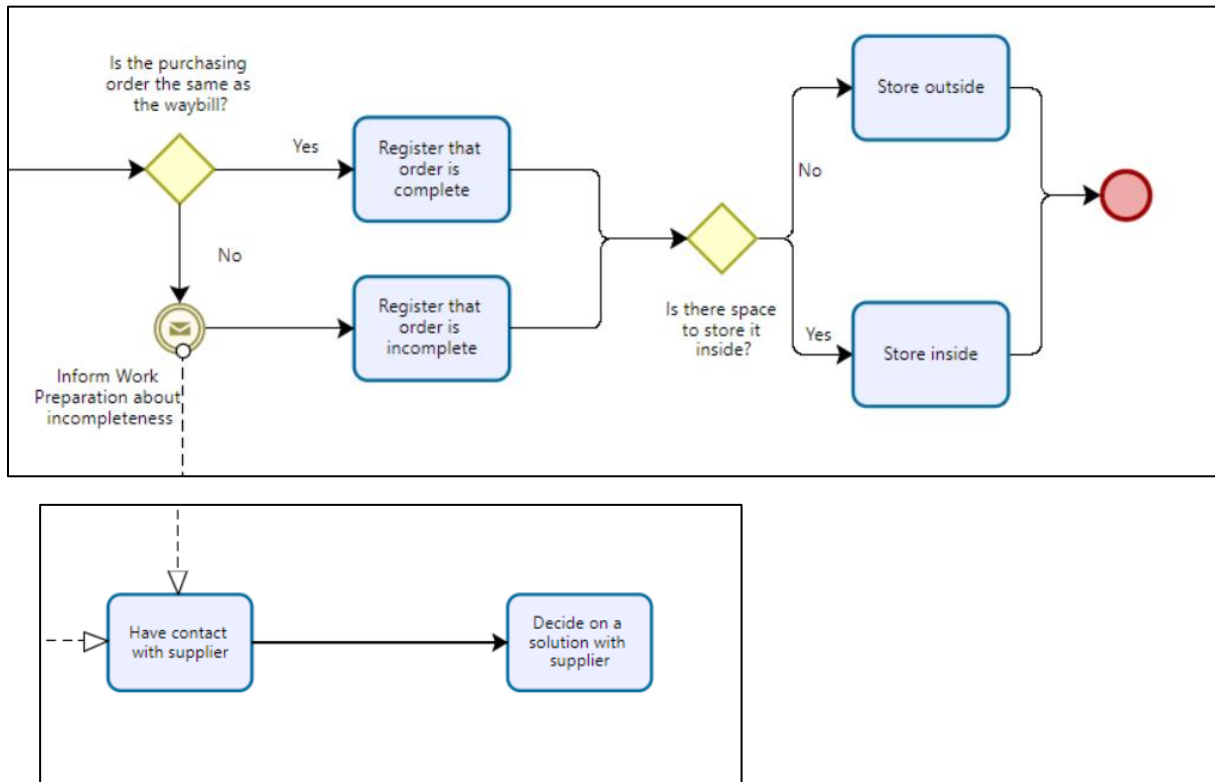 Is the purchasing
order the same as
the waybill?
Yes
Register that
order is
complete
No
Inform Work
Preparation about
incompleteness
Register that
order is
incomplete
Is there space
to store it
inside?
No
Store outside
Yes
Store inside
Have contact
with supplier
Decide on a
solution with
supplier